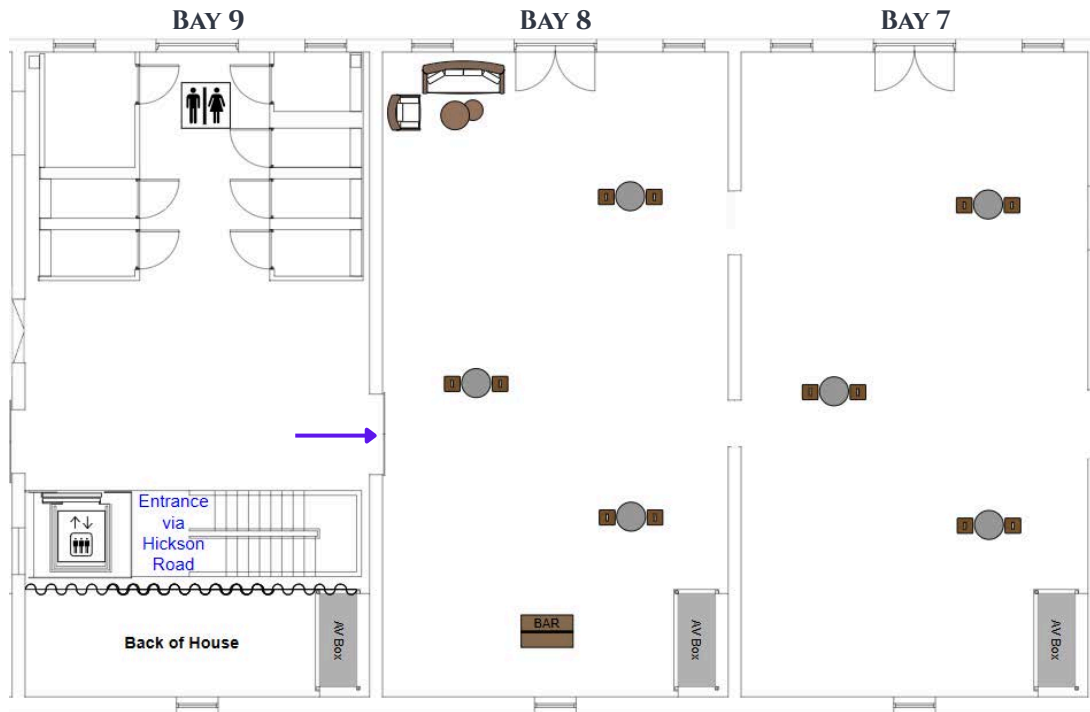 BAY 9
BAY 8
BAY 7
Entrance
via
Hickson
Road
Back of House
AV Box
BAR
AV Box
AV Box